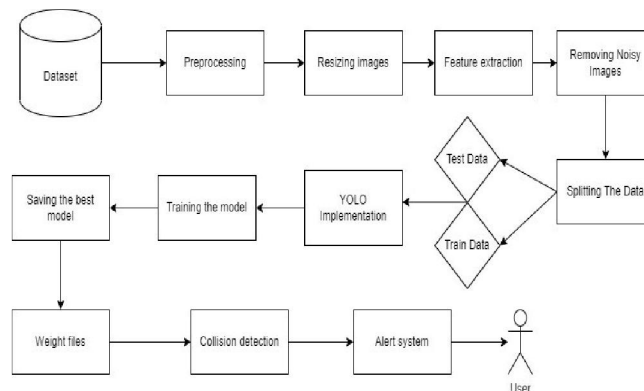 Dataset
Preprocessing
Resizing images
Feature extraction
Removing Noisy
Images
Splitting The Data
Test Data
Train Data
YOLO
Implementation
Training the model
Saving the best
model
Weight files
Collision detection
Alert system
User